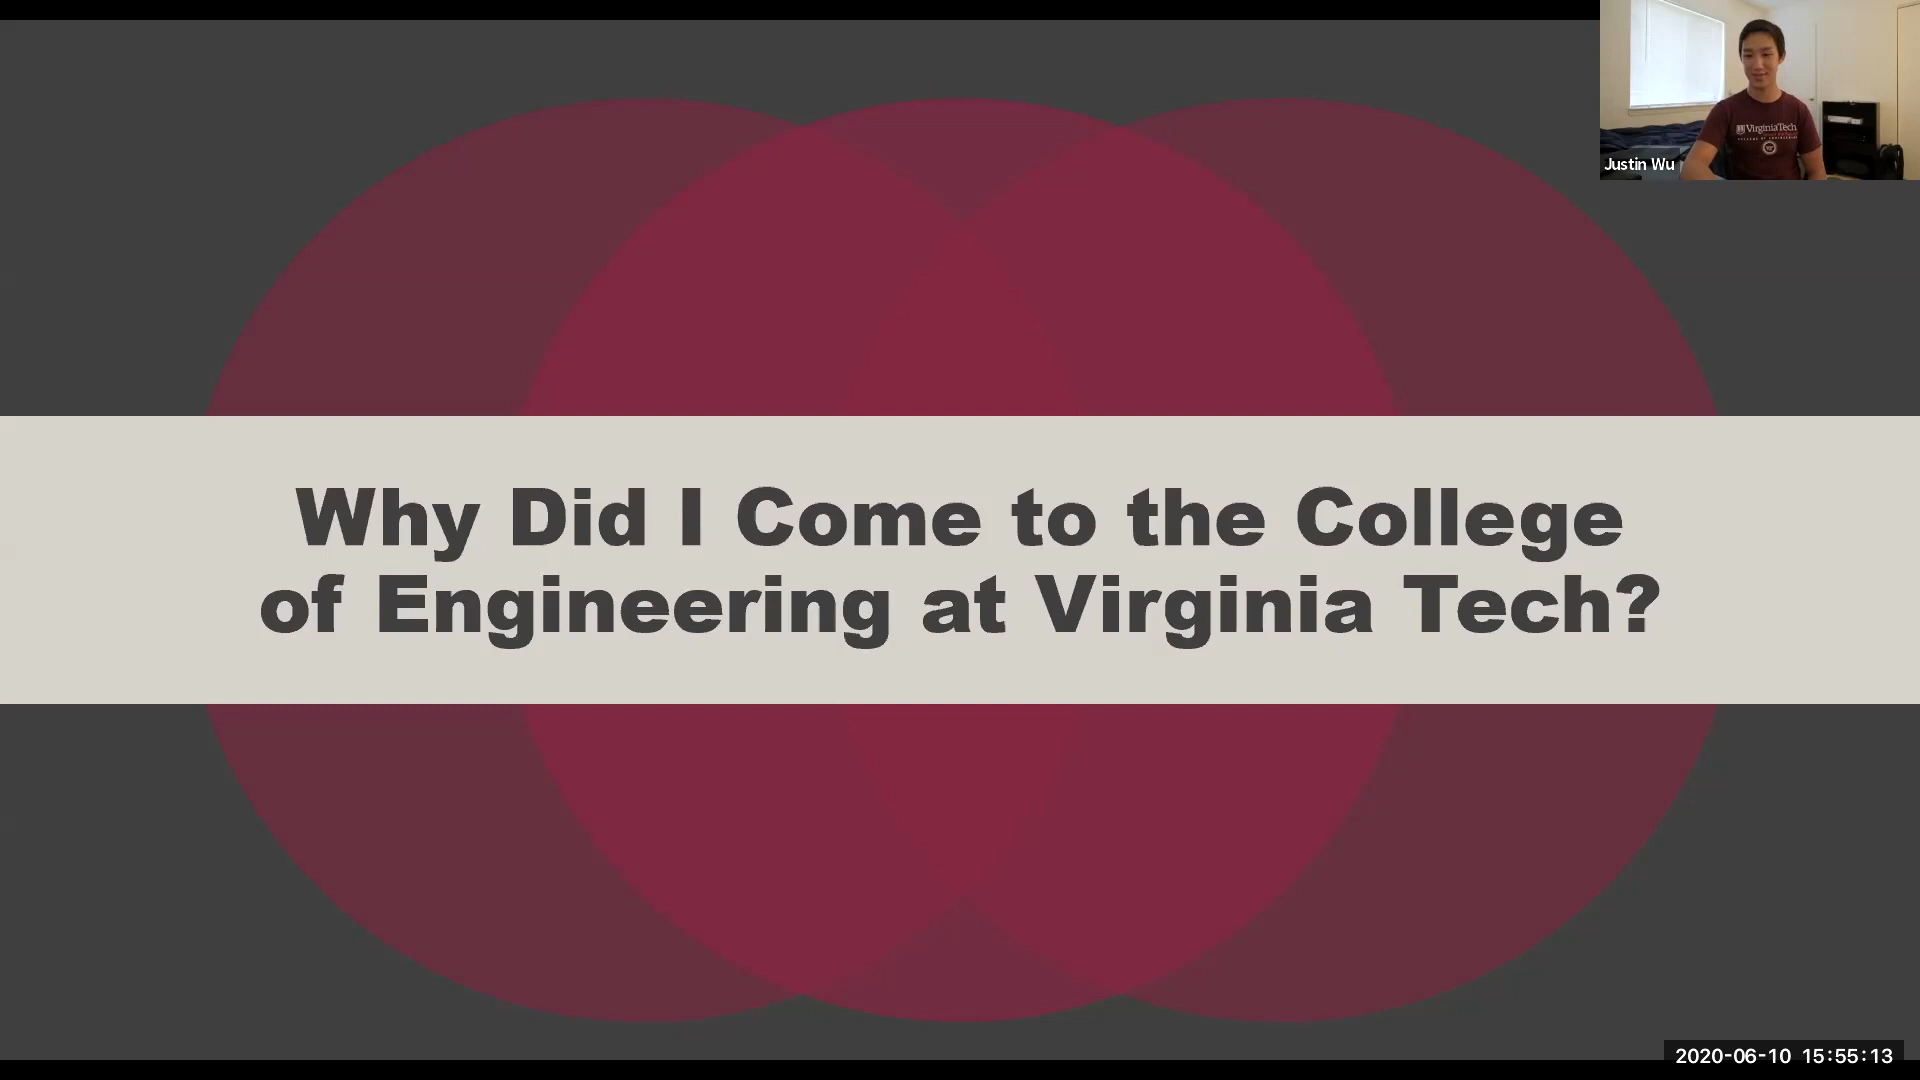 VirginiaTech
Justin Wu
Why Did I Come to the College
of Engineering at Virginia Tech?
2020-06-10 15:55:13